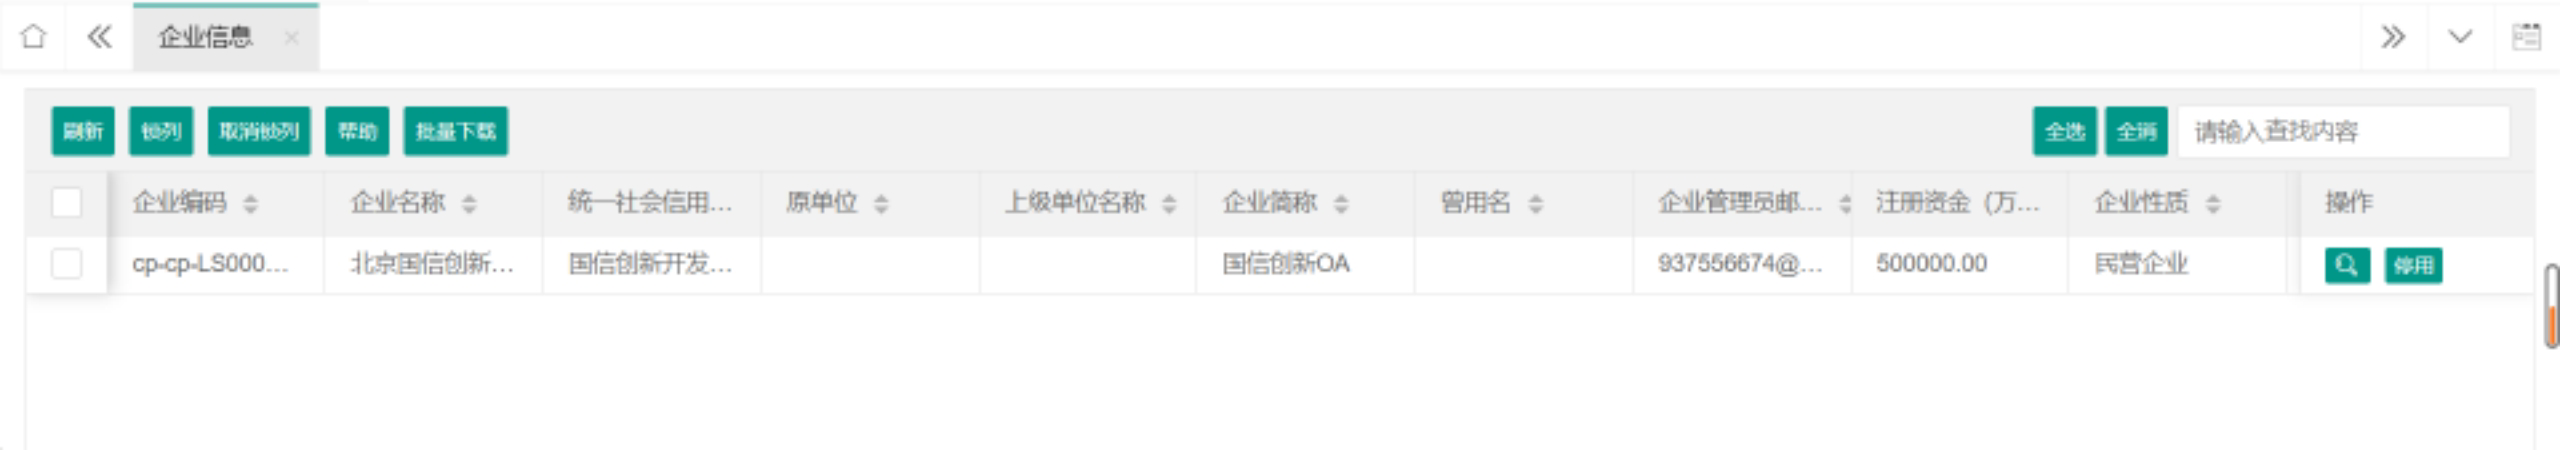 企业信息
刷新 锁列 取消锁列 帮助 批量下载 全选 全消 请输入查找内容
企业编码 企业名称 统一社会信用... 原单位 上级单位名称 企业简称 曾用名 企业管理员邮... 注册资金（万... 企业性质 操作
cp-cp-LS000... 北京国信创新... 国信创新开发... 国信创新OA 937556674@... 500000.00 民营企业 停用